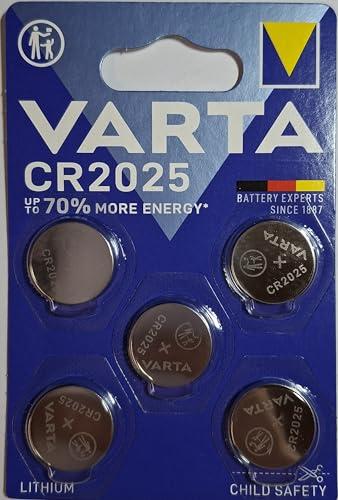 VARTA
CR2025
UP TO 70% MORE ENERGY*
BATTERY EXPERTS
SINCE 1887
CR202
VARTA
CR2025
CR2025
VARTA
CR2025
VARTA
CR2025
LITHIUM
CHILD SAFETY